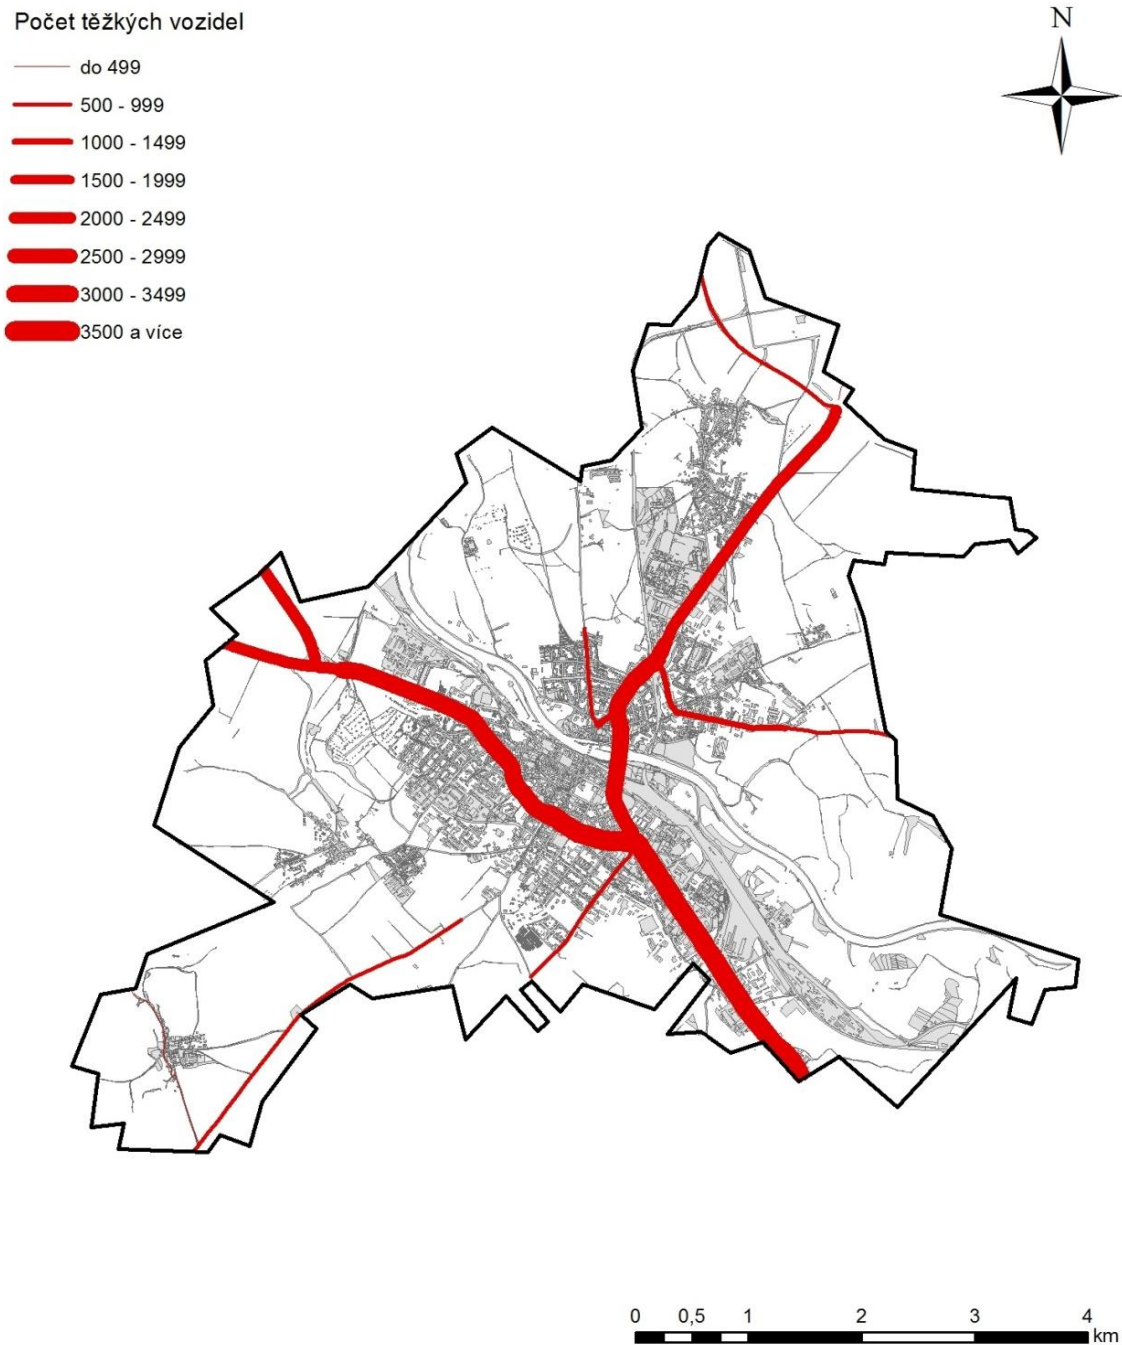 Počet těžkých vozidel
do 499
500 - 999
1000 - 1499
1500 - 1999
2000 - 2499
2500 - 2999
3000 - 3499
3500 a více
N
0 0,5 1 2 3 4
km